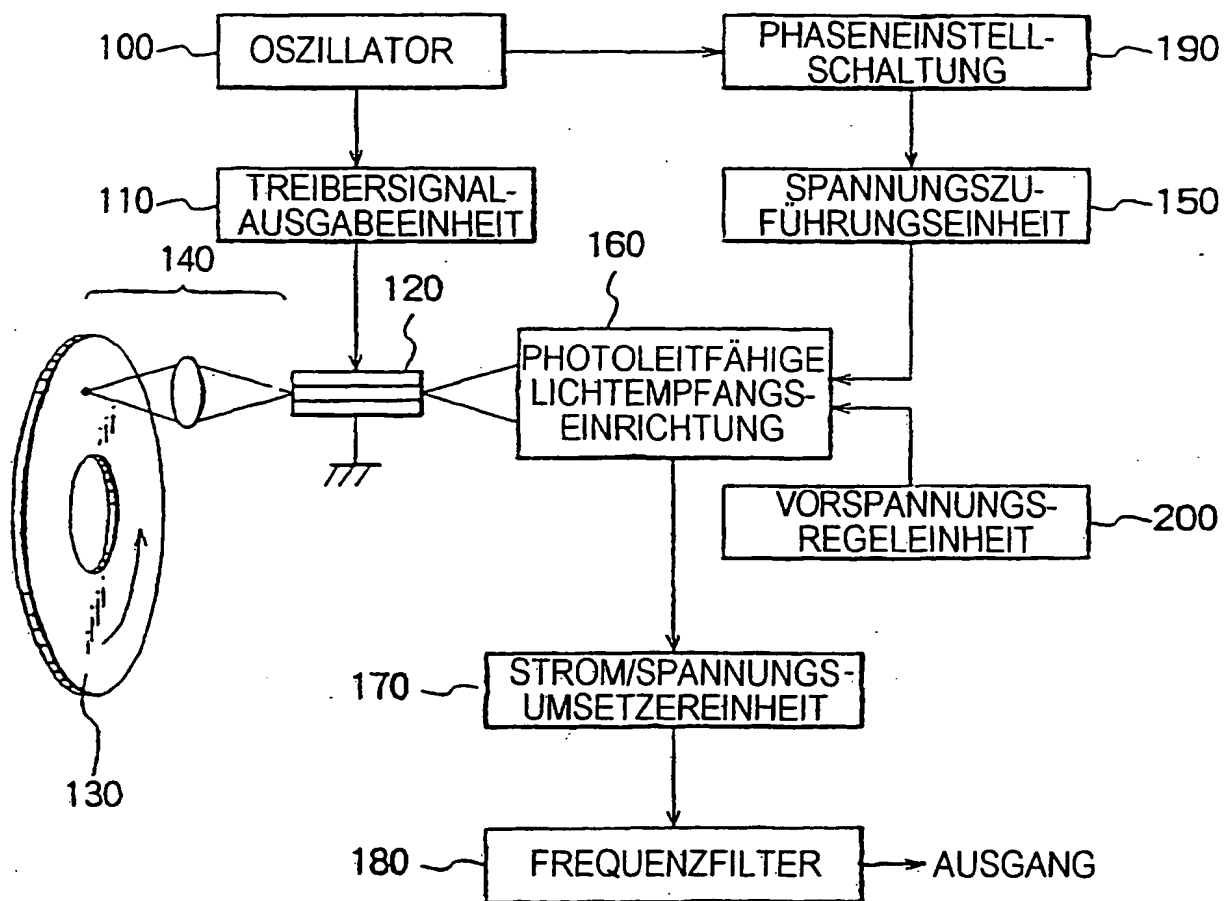 100
OSZILLATOR
PHASENEINSTELL-
SCHALTUNG
190
110
TREIBERSIGNAL-
AUSGABEEINHEIT
SPANNUNGSZU-
FÜHRUNGSEINHEIT
150
140
120
160
PHOTOLEITFÄHIGE
LICHTEMPFANGS-
EINRICHTUNG
VORSPANNUNGS-
REGELEINHEIT
200
130
170
STROM/SPANNUNGS-
UMSETZEREINHEIT
180
FREQUENZFILTER
AUSGANG